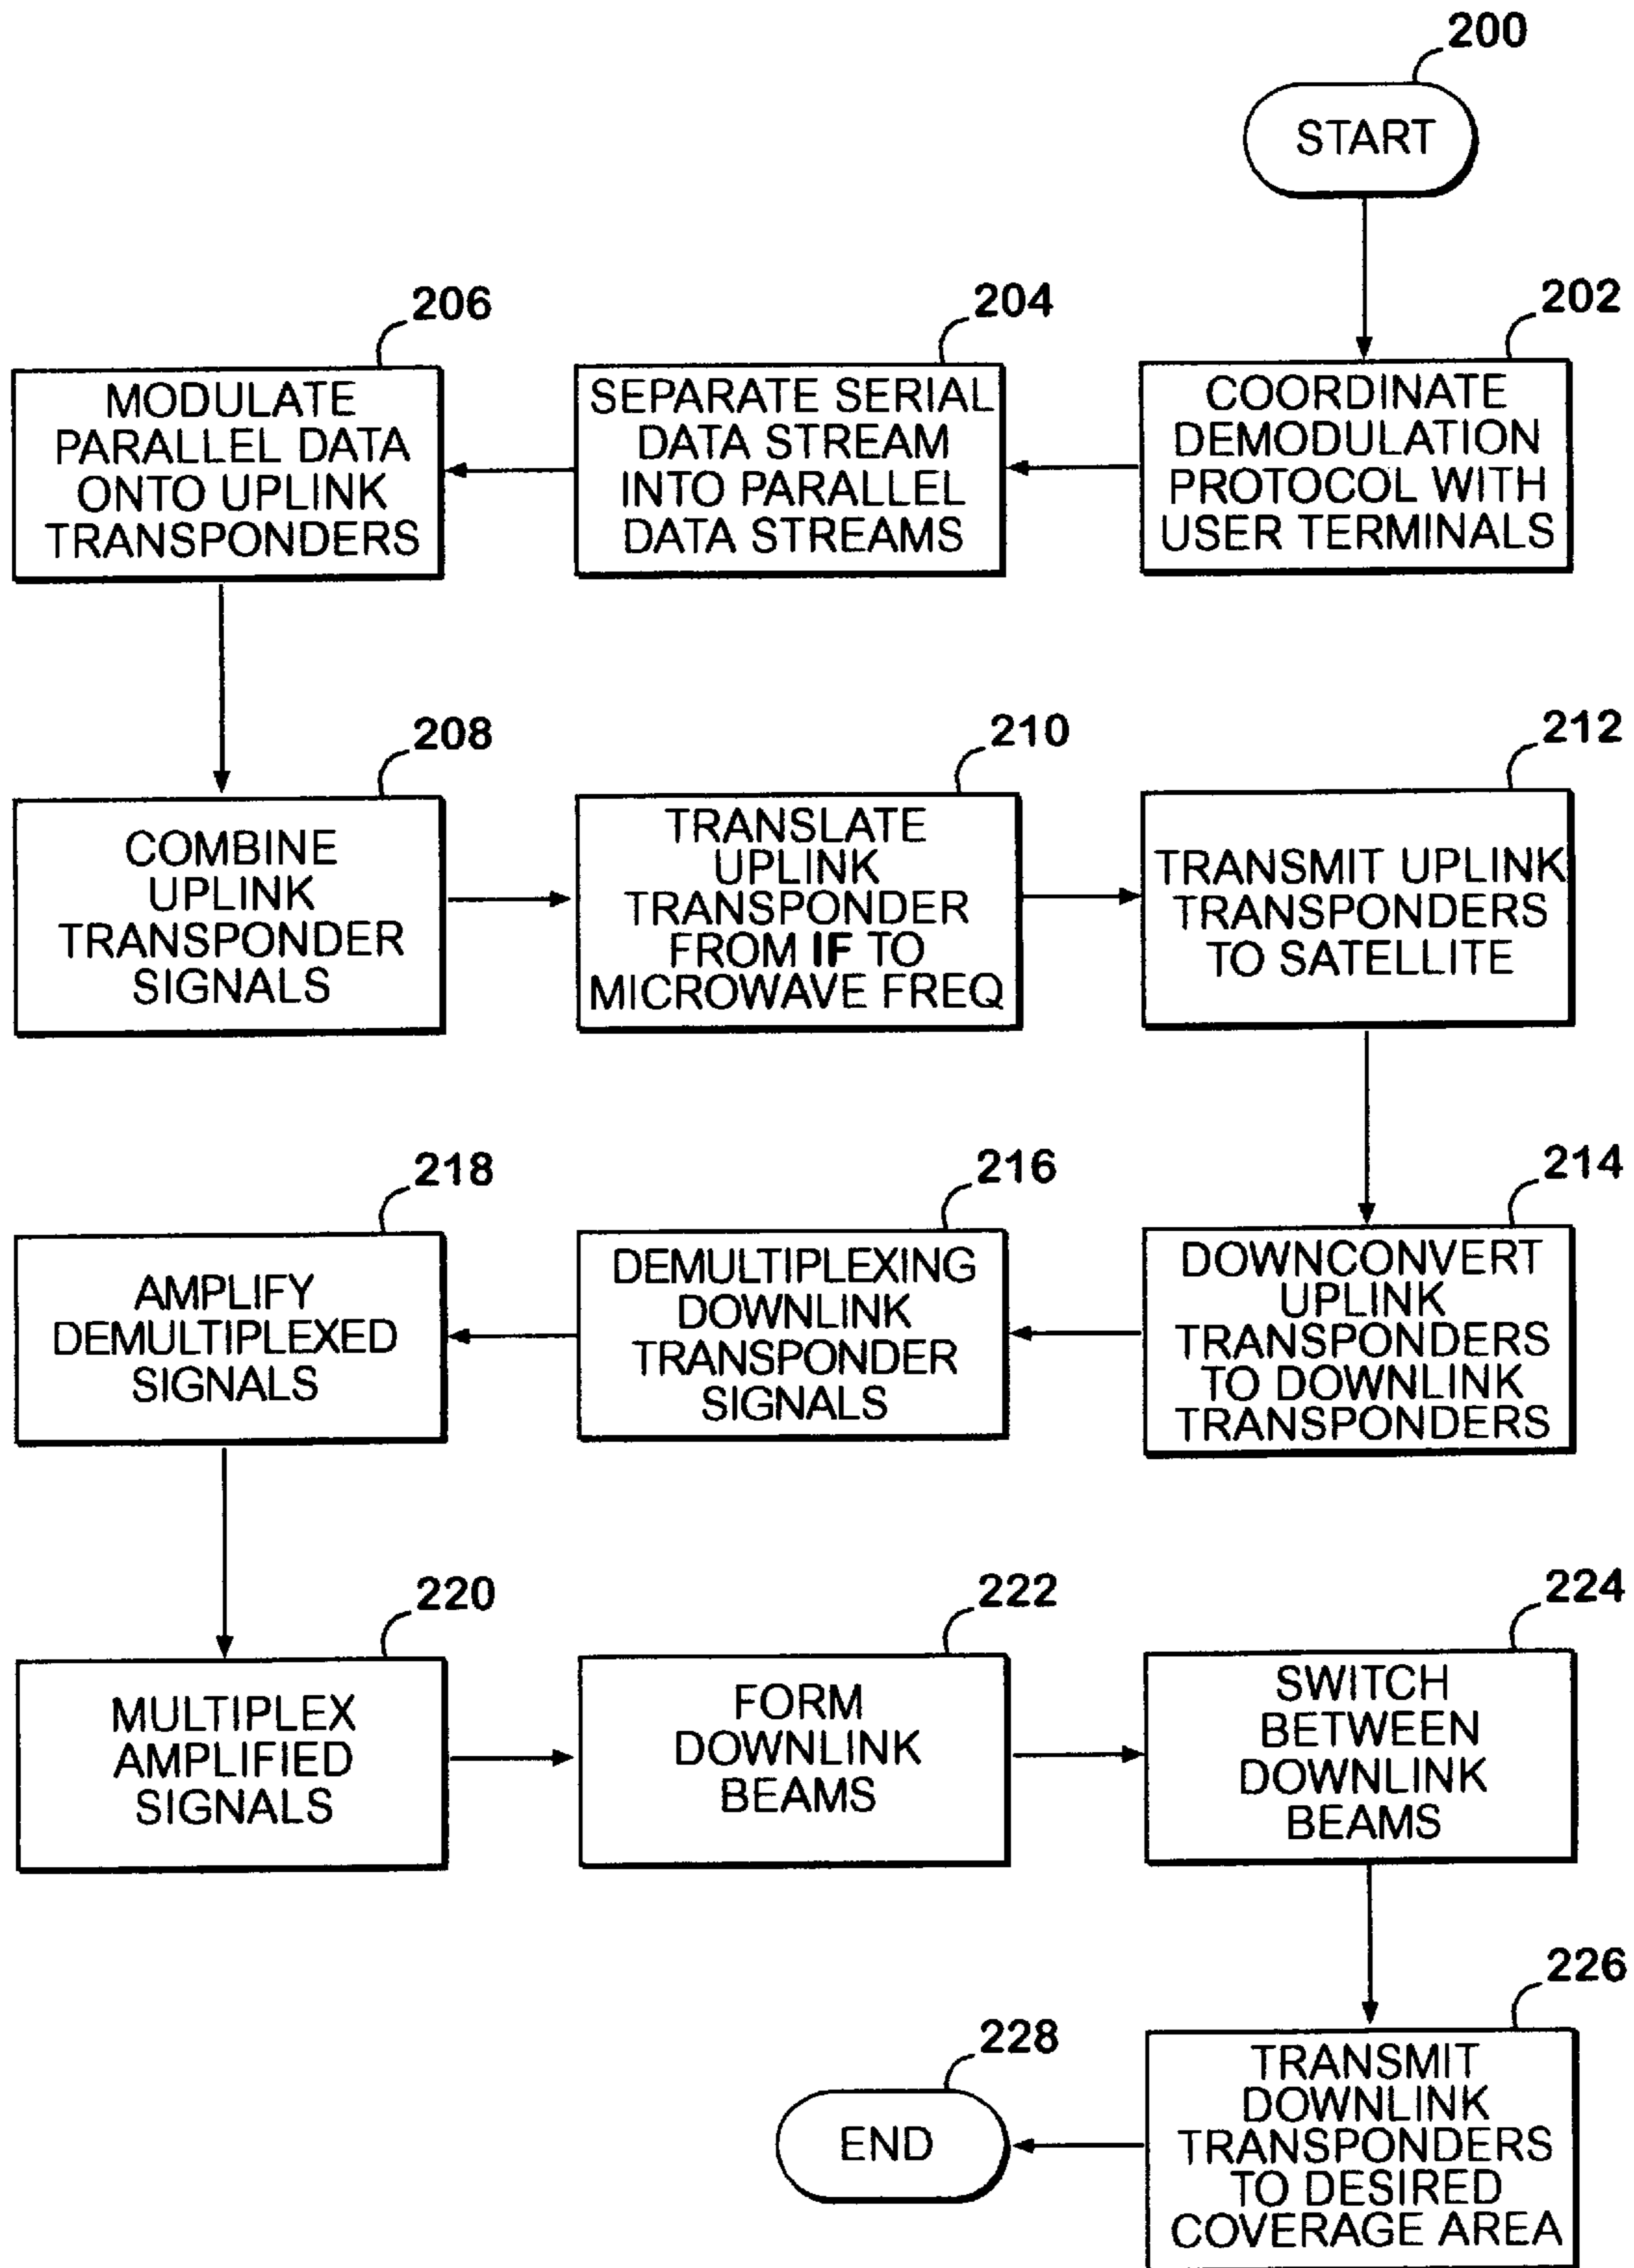 200
START
202
COORDINATE
DEMODULATION
PROTOCOL WITH
USER TERMINALS
204
SEPARATE SERIAL
DATA STREAM
INTO PARALLEL
DATA STREAMS
206
MODULATE
PARALLEL DATA
ONTO UPLINK
TRANSPONDERS
208
COMBINE
UPLINK
TRANSPONDER
SIGNALS
210
TRANSLATE
UPLINK
TRANSPONDER
FROM IF TO
MICROWAVE FREQ
212
TRANSMIT UPLINK
TRANSPONDERS
TO SATELLITE
214
DOWNCONVERT
UPLINK
TRANSPONDERS
TO DOWNLINK
TRANSPONDERS
216
DEMULTIPLEXING
DOWNLINK
TRANSPONDER
SIGNALS
218
AMPLIFY
DEMULTIPLEXED
SIGNALS
220
MULTIPLEX
AMPLIFIED
SIGNALS
222
FORM
DOWNLINK
BEAMS
224
SWITCH
BETWEEN
DOWNLINK
BEAMS
226
TRANSMIT
DOWNLINK
TRANSPONDERS
TO DESIRED
COVERAGE AREA
228
END